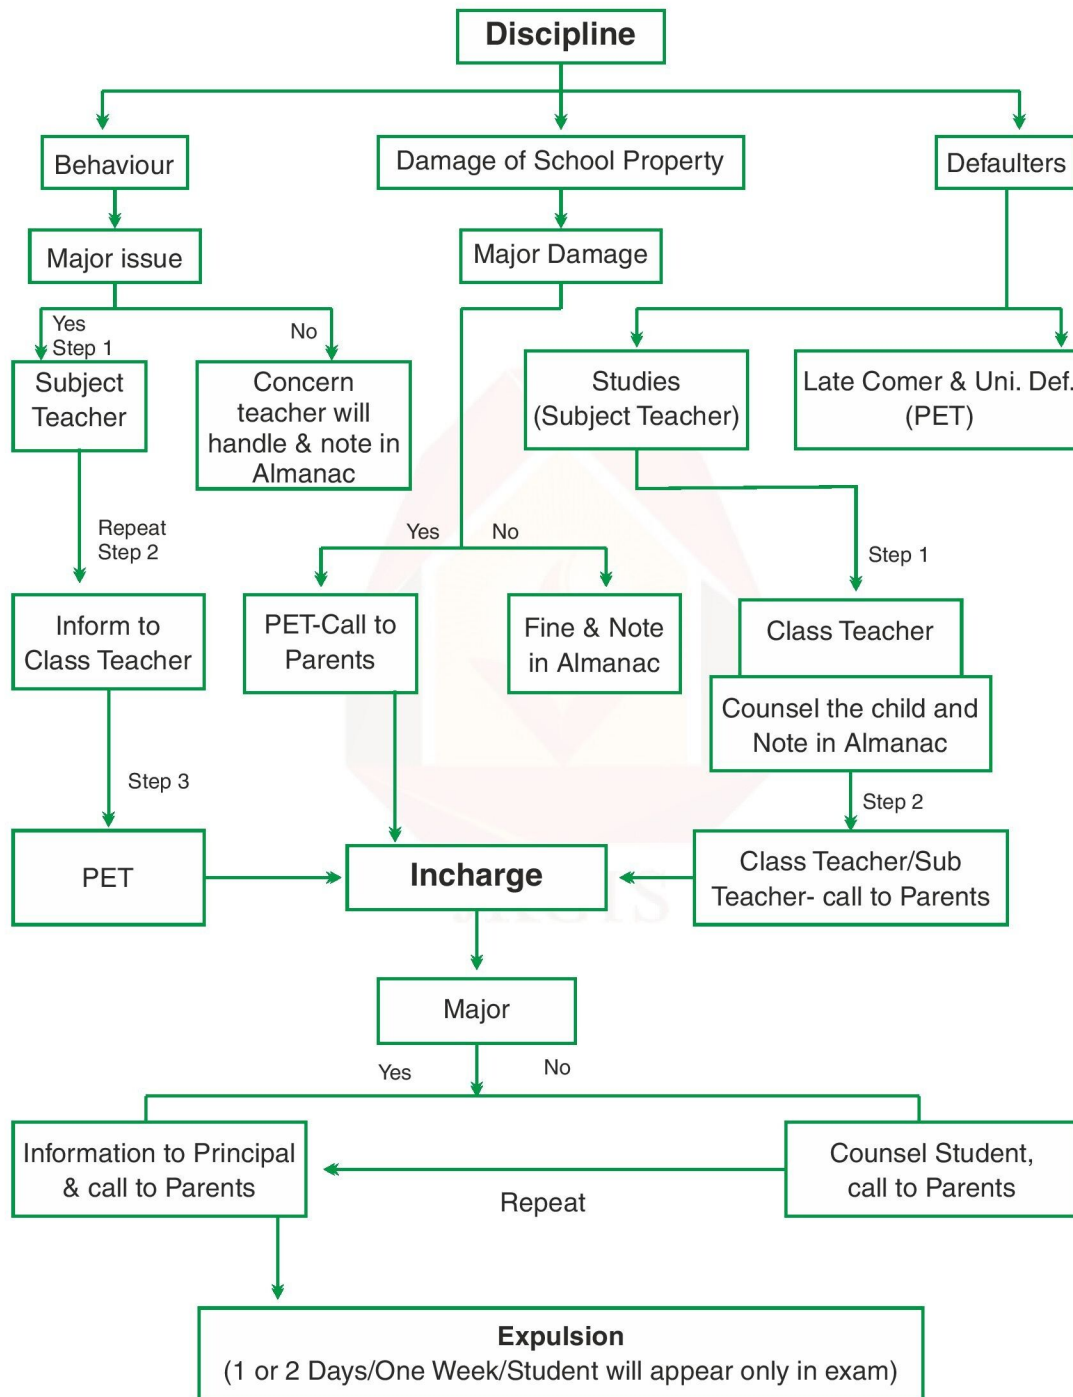 Discipline
Behaviour
Damage of School Property
Defaulters
Major issue
Major Damage
Yes
Step 1
No
Subject
Teacher
Concern
teacher will
handle & note in
Almanac
Studies
(Subject Teacher)
Late Comer & Uni. Def.
(PET)
Repeat
Step 2
Yes
No
Step 1
Inform to
Class Teacher
PET-Call to
Parents
Fine & Note
in Almanac
Class Teacher
Counsel the child and
Note in Almanac
Step 3
Step 2
PET
Incharge
Class Teacher/Sub
Teacher- call to Parents
Major
Yes
No
Information to Principal
& call to Parents
Repeat
Counsel Student,
call to Parents
Expulsion
(1 or 2 Days/One Week/Student will appear only in exam)